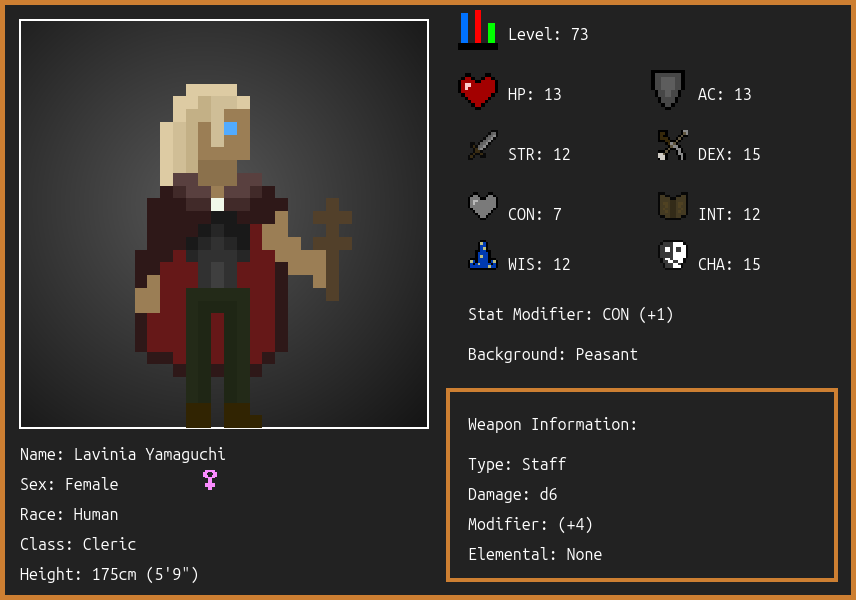 Level: 73
HP: 13
AC: 13
STR: 12
DEX: 15
CON: 7
INT: 12
WIS: 12
CHA: 15
Stat Modifier: CON (+1)
Background: Peasant
Weapon Information:
Type: Staff
Damage: d6
Modifier: (+4)
Elemental: None
Name: Lavinia Yamaguchi
Sex: Female
Race: Human
Class: Cleric
Height: 175cm (5'9")